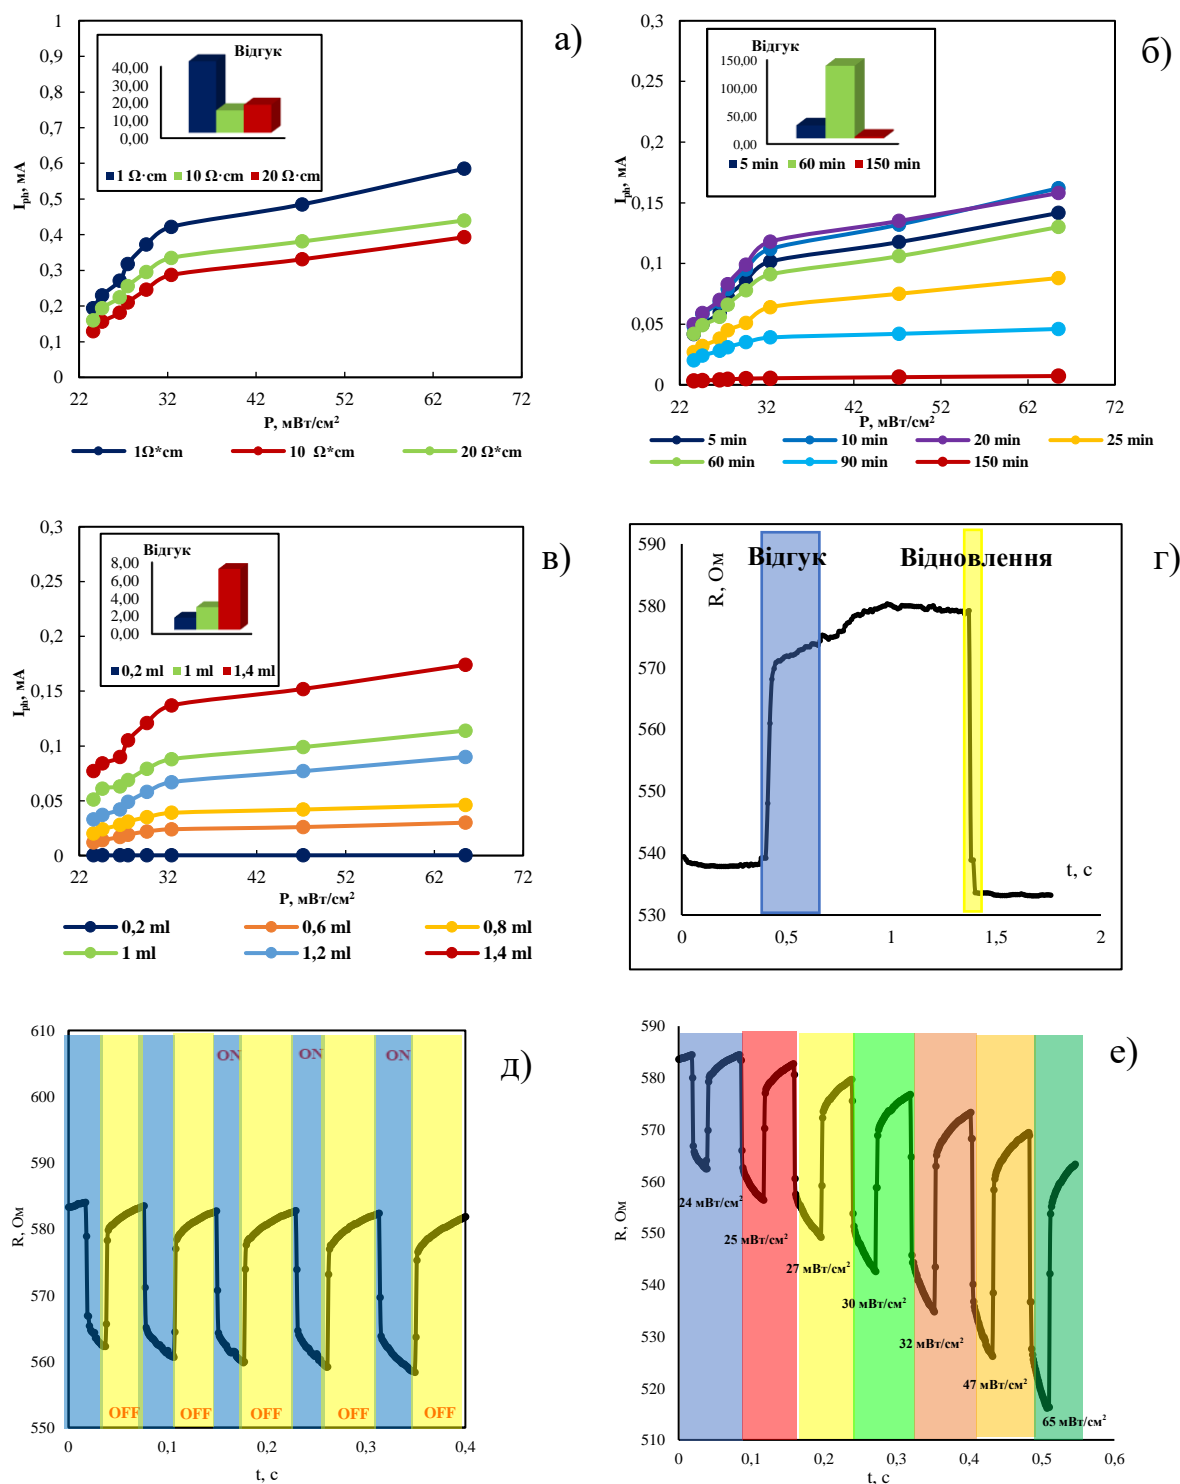 а)
1
0,9
0,8
0,7
0,6
0,5
0,4
0,3
0,2
0,1
0
I_ph, мА
Відгук
40,00
30,00
20,00
10,00
0,00
1 Ω·cm 10 Ω·cm 20 Ω·cm
22 32 42 52 62 72
P, мВт/см²
1Ω*cm 10 Ω*cm 20 Ω*cm
б)
0,3
0,25
0,2
0,15
0,1
0,05
0
I_ph, мА
Відгук
150,00
100,00
50,00
0,00
5 min 60 min 150 min
22 32 42 52 62 72
P, мВт/см²
5 min 10 min 20 min 25 min
60 min 90 min 150 min
в)
0,3
0,25
0,2
0,15
0,1
0,05
0
I_ph, мА
Відгук
8,00
6,00
4,00
2,00
0,00
0,2 ml 1 ml 1,4 ml
22 32 42 52 62 72
P, мВт/см²
0,2 ml 0,6 ml 0,8 ml
1 ml 1,2 ml 1,4 ml
г)
590
580
570
560
550
540
530
R, Ом
Відгук Відновлення
t, с
0 0,5 1 1,5 2
д)
610
600
590
580
570
560
550
R, Ом
ON ON ON
OFF OFF OFF OFF OFF
0 0,1 0,2 0,3 0,4
t, с
е)
590
580
570
560
550
540
530
520
510
R, Ом
24 мВт/см²
25 мВт/см²
27 мВт/см²
30 мВт/см²
32 мВт/см²
47 мВт/см²
65 мВт/см²
0 0,1 0,2 0,3 0,4 0,5 0,6
t, с